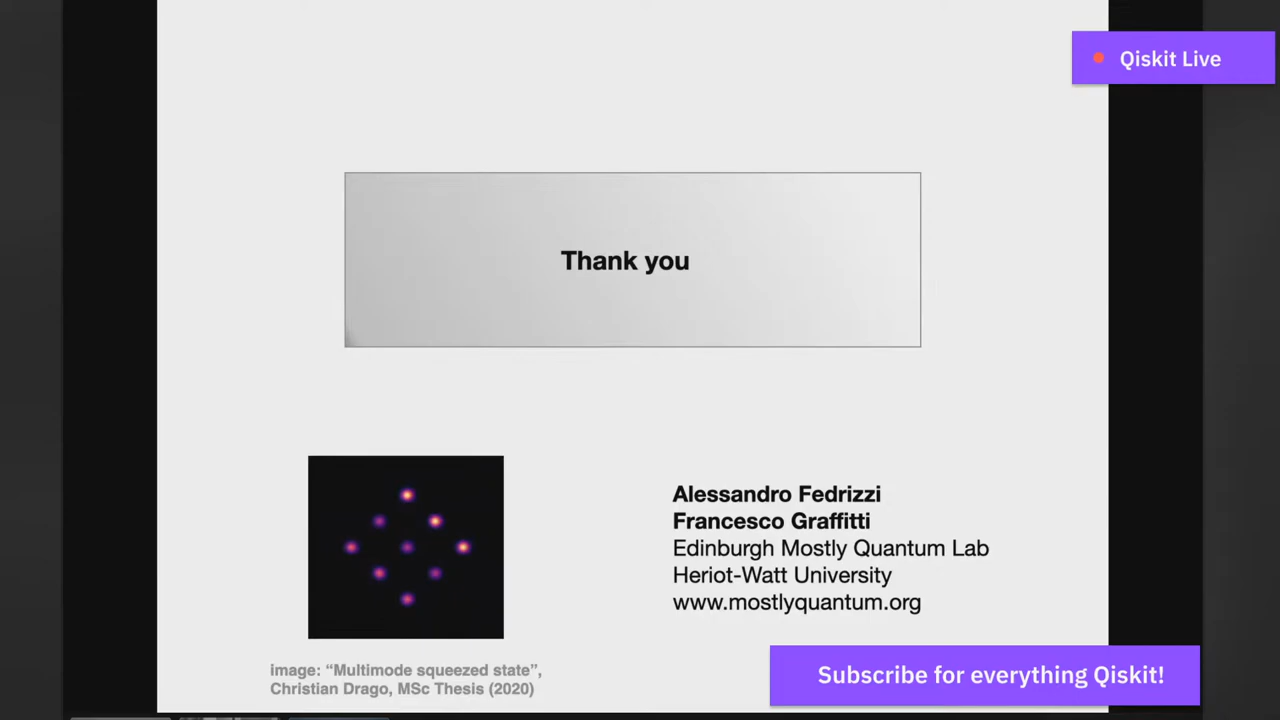 Qiskit Live
Thank you
Alessandro Fedrizzi
Francesco Graffitti
Edinburgh Mostly Quantum Lab
Heriot-Watt University
www.mostlyquantum.org
image: “Multimode squeezed state”,
Christian Drago, MSc Thesis (2020)
Subscribe for everything Qiskit!